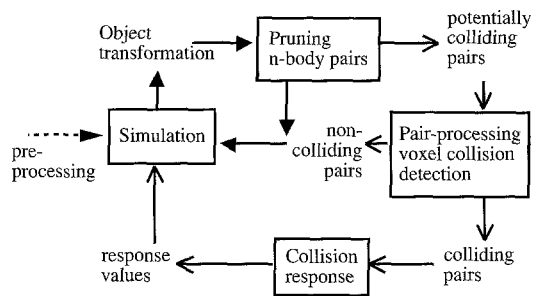 Object
transformation
Pruning
n-body pairs
potentially
colliding
pairs
Simulation
pre-
processing
non-
colliding
pairs
Pair-processing
voxel collision
detection
response
values
Collision
response
colliding
pairs